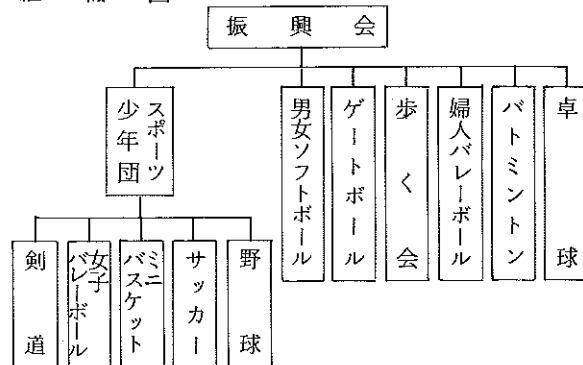 振興会
卓球
バトミントン
婦人バレーボール
歩く会
ゲートボール
男女ソフトボール
スポーツ
少年団
野球
サッカー
ミニ
バスケット
女子
バレーボール
剣道